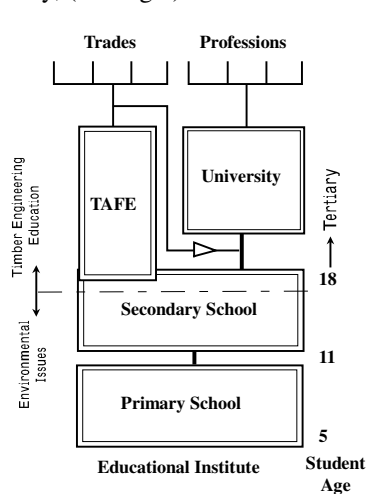 Trades
Professions
TAFE
University
Timber Engineering
Education
Tertiary
18
Secondary School
Environmental
Issues
11
Primary School
5
Educational Institute
Student
Age